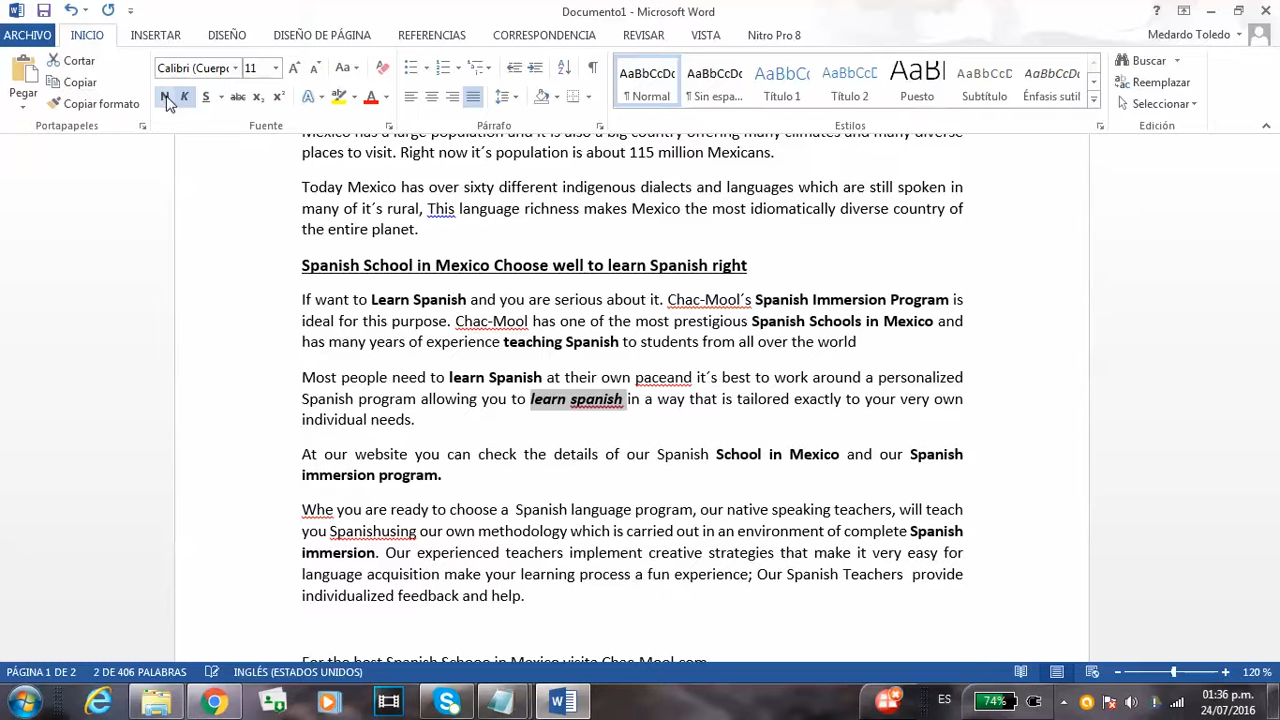 Documento1 - Microsoft Word
ARCHIVO INICIO INSERTAR DISEÑO DISEÑO DE PÁGINA REFERENCIAS CORRESPONDENCIA REVISAR VISTA Nitro Pro 8 Medardo Toledo
Pegar
Cortar
Copiar
Copiar formato
Portapapeles
Calibri (Cuerpo 11
Fuente
Párrafo
AaBbCcDc AaBbCcDc AaBbCc AaBbCcD AaBl AaBbCcD AaBbCcDc
¶ Normal ¶ Sin espa... Título 1 Título 2 Puesto Subtítulo Énfasis sutil
Estilos
Buscar
Reemplazar
Seleccionar
Edición
Mexico has a large population and it is also a big country offering many climates and many diverse
places to visit. Right now it´s population is about 115 million Mexicans.
Today Mexico has over sixty different indigenous dialects and languages which are still spoken in
many of it´s rural, This language richness makes Mexico the most idiomatically diverse country of
the entire planet.
Spanish School in Mexico Choose well to learn Spanish right
If want to Learn Spanish and you are serious about it. Chac-Mool´s Spanish Immersion Program is
ideal for this purpose. Chac-Mool has one of the most prestigious Spanish Schools in Mexico and
has many years of experience teaching Spanish to students from all over the world
Most people need to learn Spanish at their own paceand it´s best to work around a personalized
Spanish program allowing you to learn spanish in a way that is tailored exactly to your very own
individual needs.
At our website you can check the details of our Spanish School in Mexico and our Spanish
immersion program.
Whe you are ready to choose a Spanish language program, our native speaking teachers, will teach
you Spanishusing our own methodology which is carried out in an environment of complete Spanish
immersion. Our experienced teachers implement creative strategies that make it very easy for
language acquisition make your learning process a fun experience; Our Spanish Teachers provide
individualized feedback and help.
For the best Spanish Schooe in Mexico visite Chac-Mool.com
PÁGINA 1 DE 2 2 DE 406 PALABRAS INGLÉS (ESTADOS UNIDOS) 120 %
ES 74% 01:36 p.m.
24/07/2016